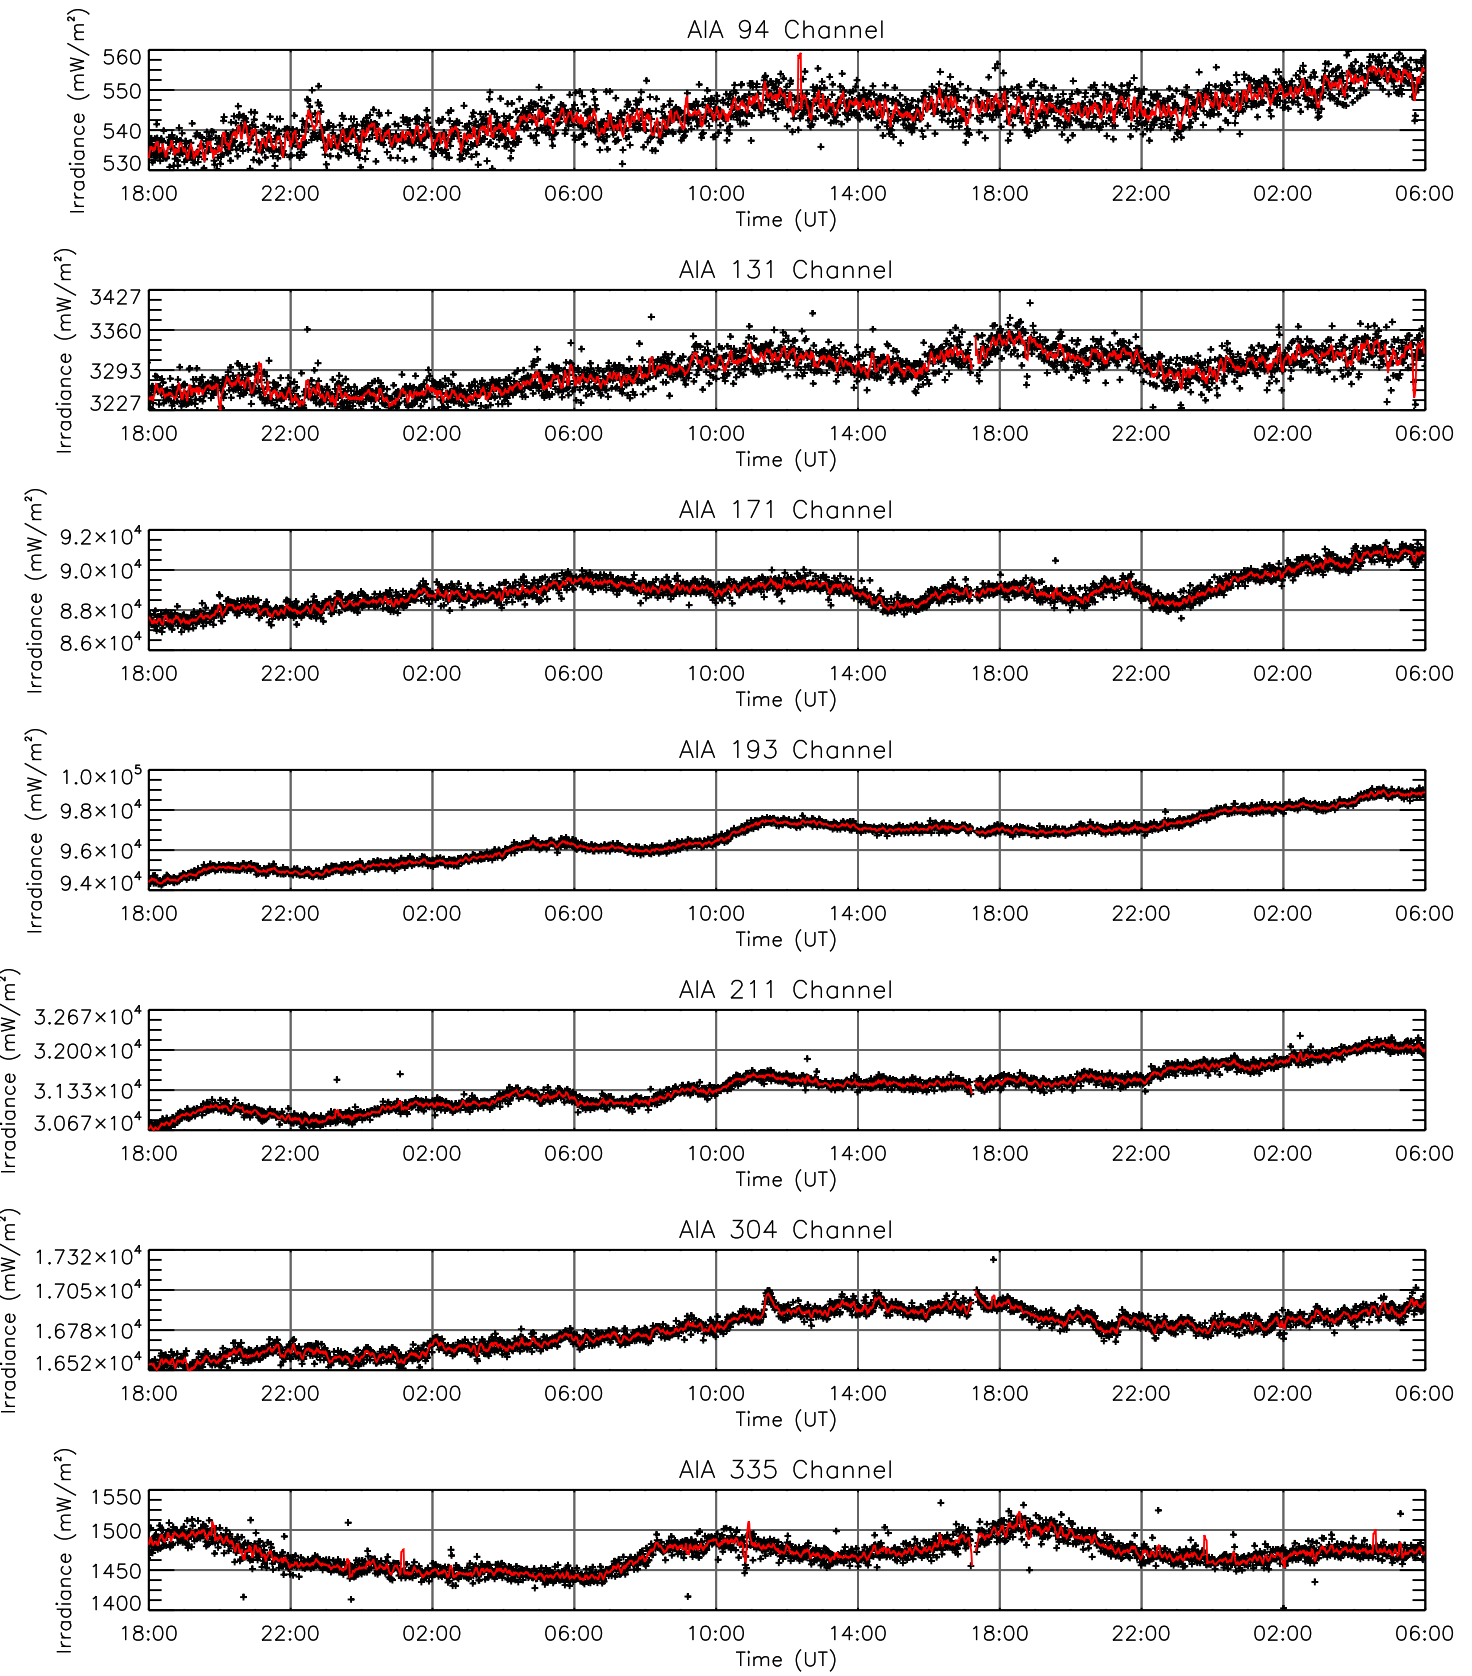 AIA 94 Channel
Irradiance (mW/m²)
560
550
540
530
18:00 22:00 02:00 06:00 10:00 14:00 18:00 22:00 02:00 06:00
Time (UT)
AIA 131 Channel
Irradiance (mW/m²)
3427
3360
3293
3227
18:00 22:00 02:00 06:00 10:00 14:00 18:00 22:00 02:00 06:00
Time (UT)
AIA 171 Channel
Irradiance (mW/m²)
9.2×10⁴
9.0×10⁴
8.8×10⁴
8.6×10⁴
18:00 22:00 02:00 06:00 10:00 14:00 18:00 22:00 02:00 06:00
Time (UT)
AIA 193 Channel
Irradiance (mW/m²)
1.0×10⁵
9.8×10⁴
9.6×10⁴
9.4×10⁴
18:00 22:00 02:00 06:00 10:00 14:00 18:00 22:00 02:00 06:00
Time (UT)
AIA 211 Channel
Irradiance (mW/m²)
3.267×10⁴
3.200×10⁴
3.133×10⁴
3.067×10⁴
18:00 22:00 02:00 06:00 10:00 14:00 18:00 22:00 02:00 06:00
Time (UT)
AIA 304 Channel
Irradiance (mW/m²)
1.732×10⁴
1.705×10⁴
1.678×10⁴
1.652×10⁴
18:00 22:00 02:00 06:00 10:00 14:00 18:00 22:00 02:00 06:00
Time (UT)
AIA 335 Channel
Irradiance (mW/m²)
1550
1500
1450
1400
18:00 22:00 02:00 06:00 10:00 14:00 18:00 22:00 02:00 06:00
Time (UT)